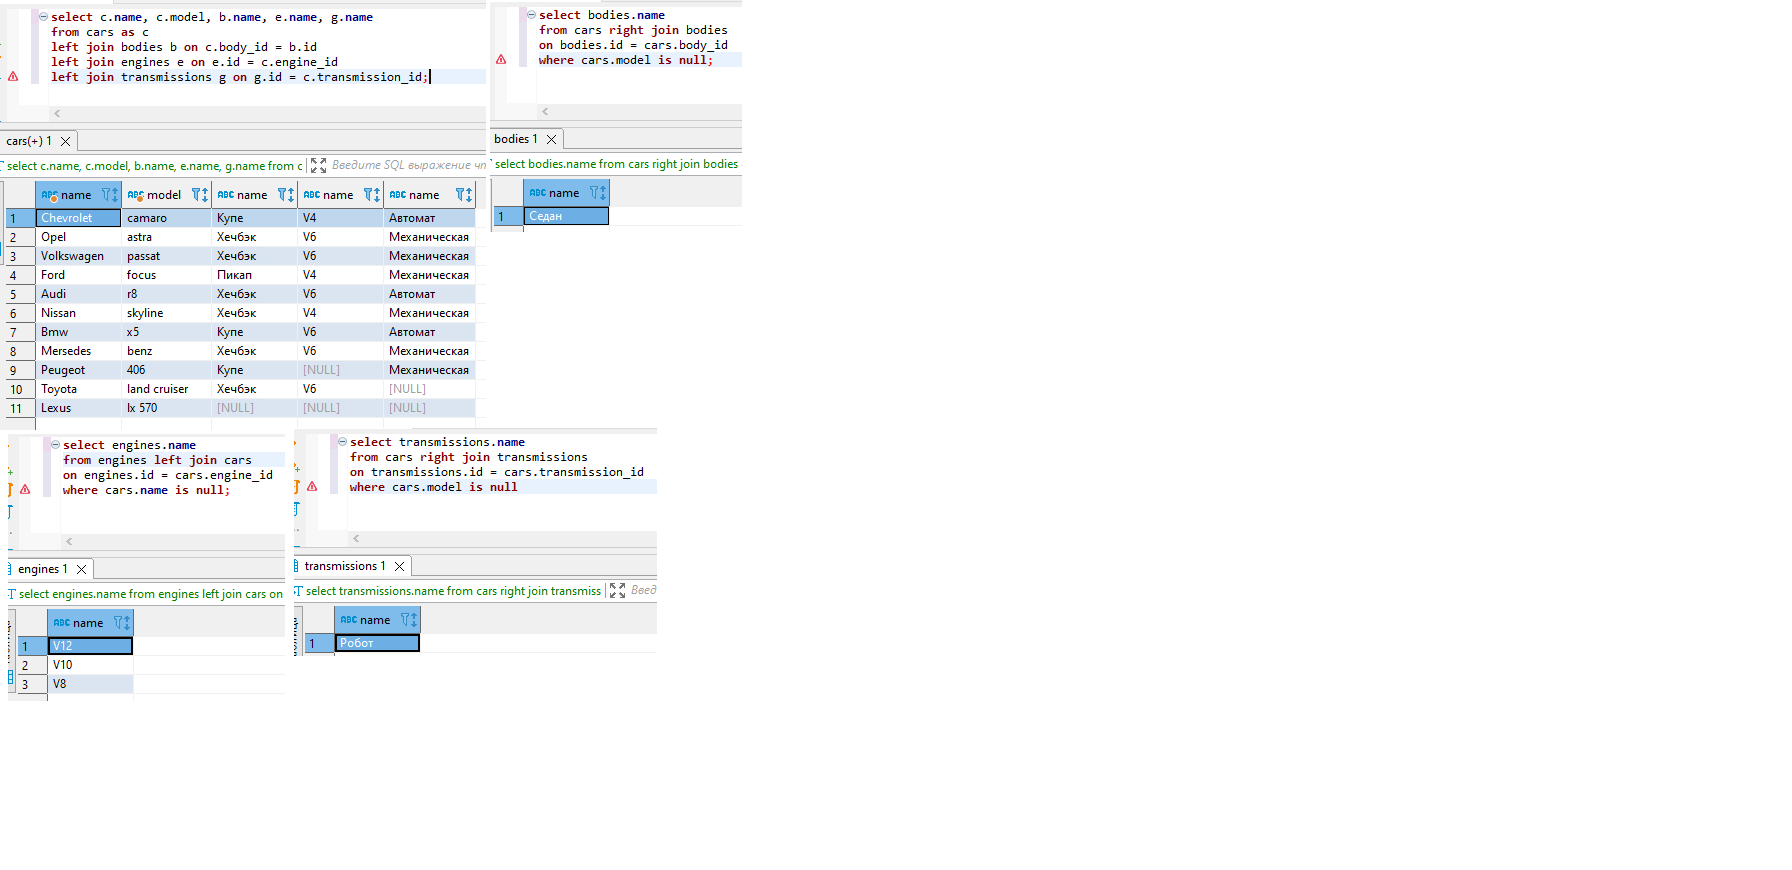 select c.name, c.model, b.name, e.name, g.name
from cars as c
left join bodies b on c.body_id = b.id
left join engines e on e.id = c.engine_id
left join transmissions g on g.id = c.transmission_id;
cars(+) 1
select c.name, c.model, b.name, e.name, g.name from c
Введите SQL выражение чт
name model name name name
1 Chevrolet camaro Купе V4 Автомат
2 Opel astra Хечбэк V6 Механическая
3 Volkswagen passat Хечбэк V6 Механическая
4 Ford focus Пикап V4 Механическая
5 Audi r8 Хечбэк V6 Автомат
6 Nissan skyline Хечбэк V4 Механическая
7 Bmw x5 Купе V6 Автомат
8 Mersedes benz Хечбэк V6 Механическая
9 Peugeot 406 Купе [NULL] Механическая
10 Toyota land cruiser Хечбэк V6 [NULL]
11 Lexus lx 570 [NULL] [NULL] [NULL]
select bodies.name
from cars right join bodies
on bodies.id = cars.body_id
where cars.model is null;
bodies 1
select bodies.name from cars right join bodies
name
1 Седан
select engines.name
from engines left join cars
on engines.id = cars.engine_id
where cars.name is null;
engines 1
select engines.name from engines left join cars on
name
1 V12
2 V10
3 V8
select transmissions.name
from cars right join transmissions
on transmissions.id = cars.transmission_id
where cars.model is null
transmissions 1
select transmissions.name from cars right join transmiss
Введ
name
1 Робот